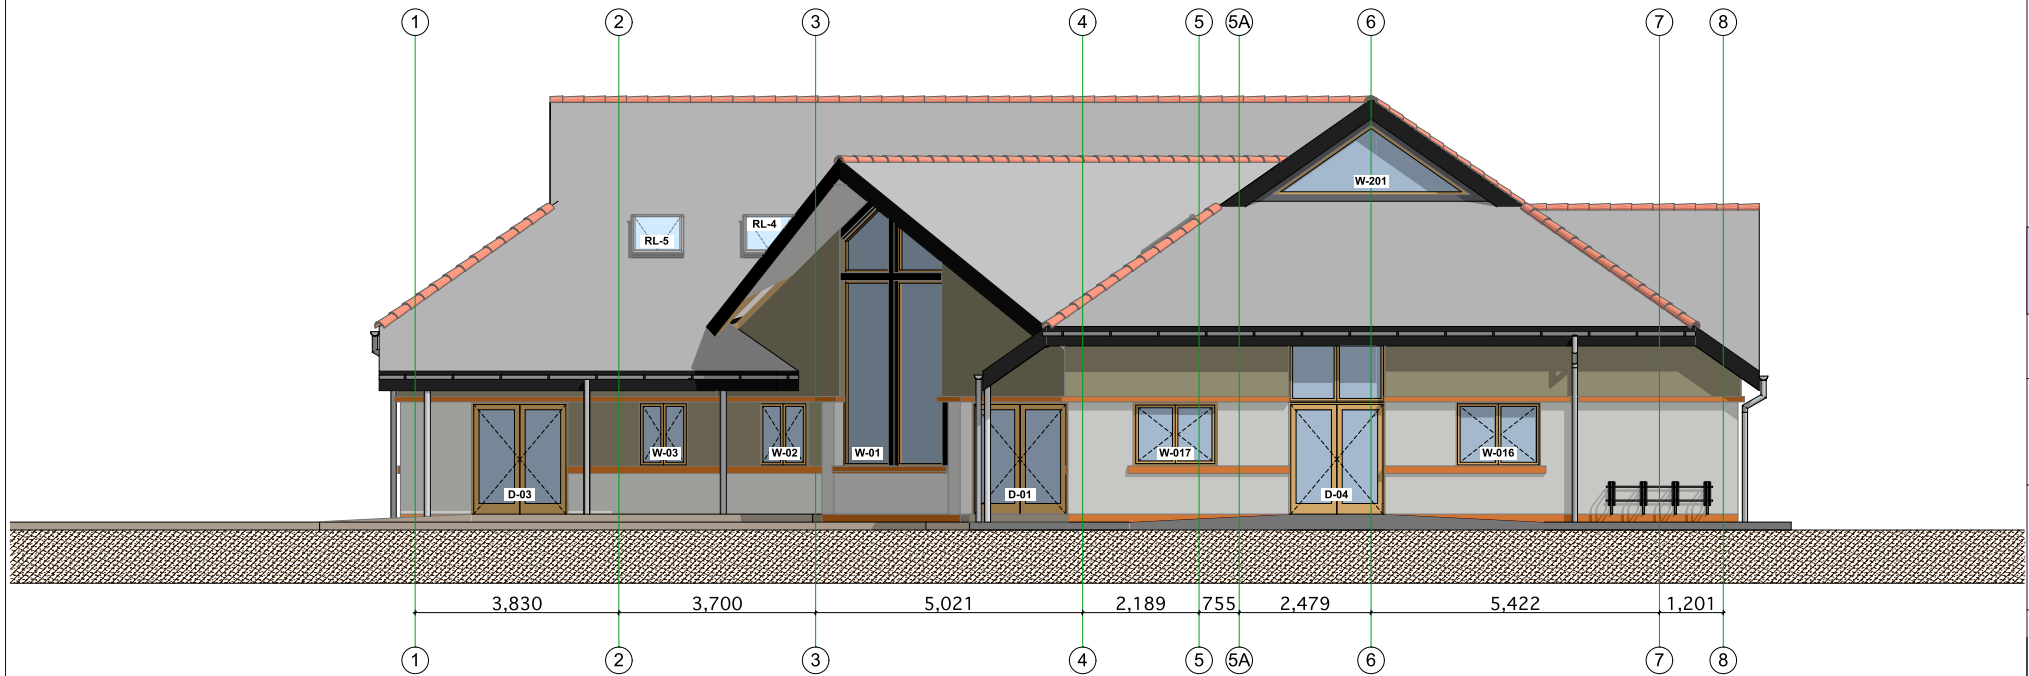 1 2 3 4 5 5A 6 7 8
W-201
RL-4
RL-5
W-03 W-02 W-01 W-017 W-016
D-03 D-01 D-04
3,830 3,700 5,021 2,189 755 2,479 5,422 1,201
1 2 3 4 5 5A 6 7 8